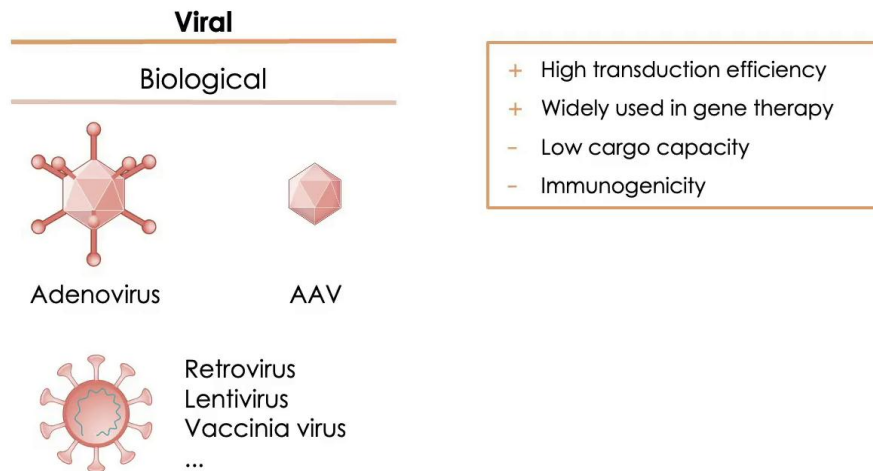 Viral
Biological
Adenovirus
AAV
Retrovirus
Lentivirus
Vaccinia virus
...
+ High transduction efficiency
+ Widely used in gene therapy
- Low cargo capacity
- Immunogenicity